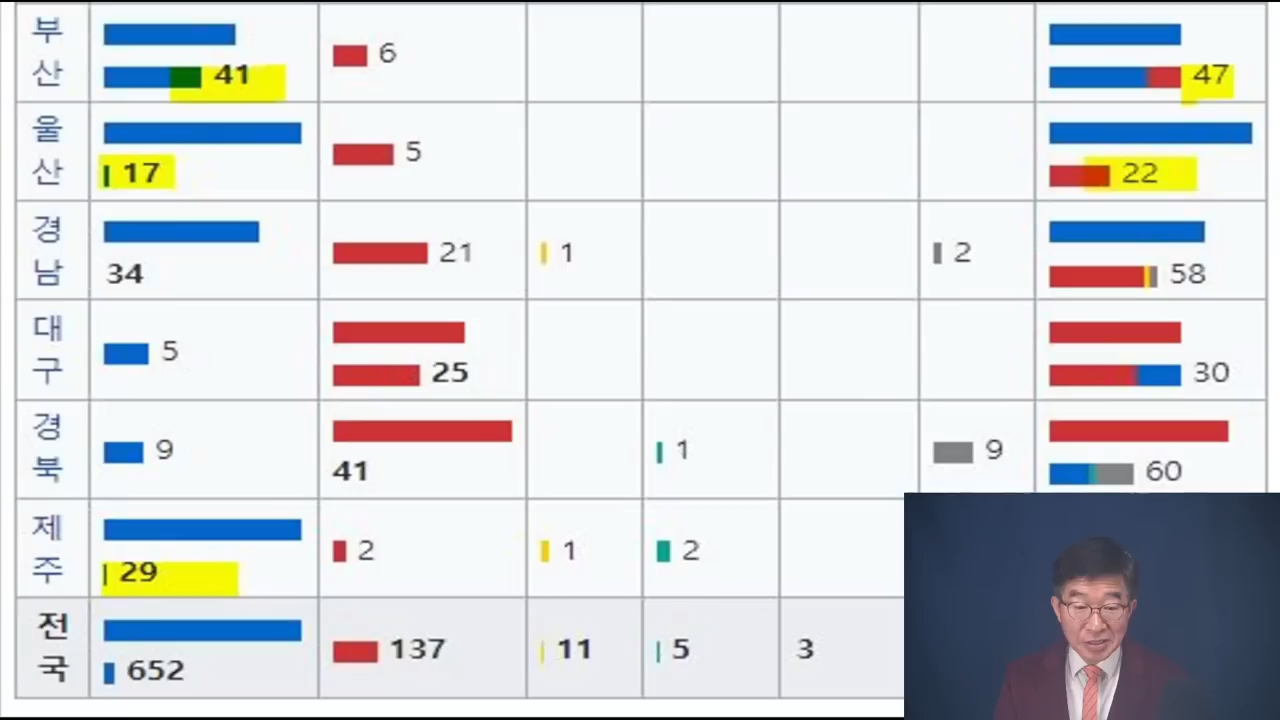 부산 41 6 47
울산 17 5 22
경남 34 21 1 2 58
대구 5 25 30
경북 9 41 1 9 60
제주 29 2 1 2
전국 652 137 11 5 3